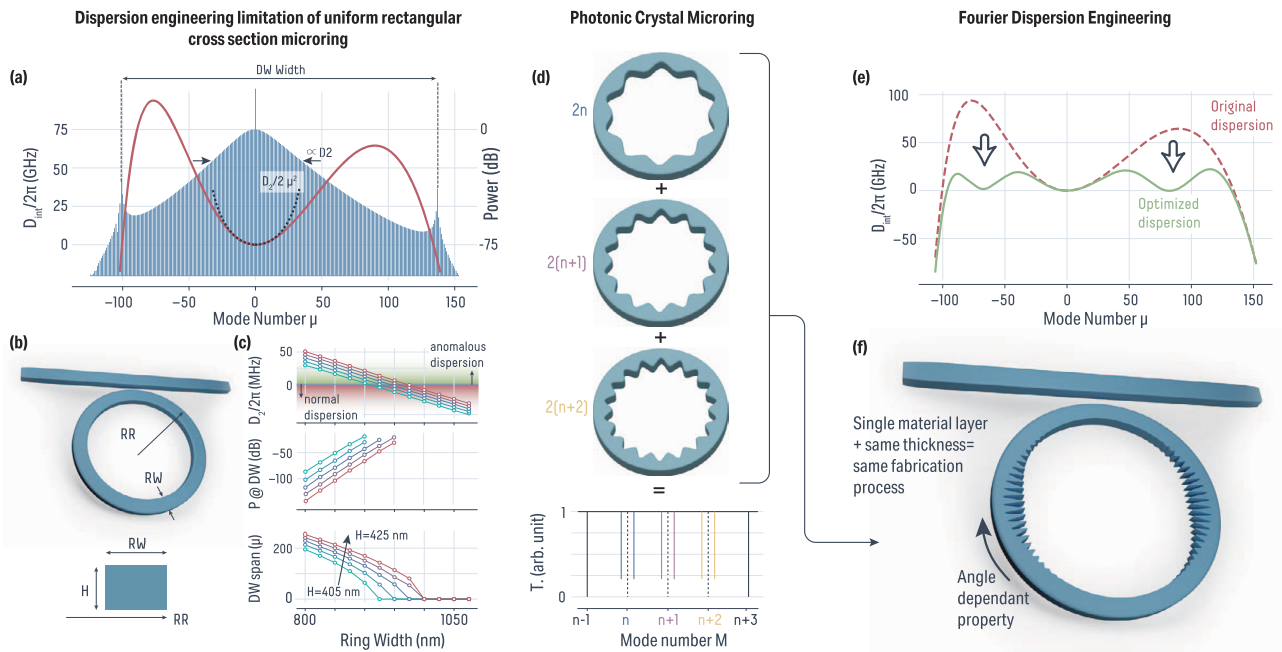 Dispersion engineering limitation of uniform rectangular
cross section microring
Photonic Crystal Microring
Fourier Dispersion Engineering
(a)
DW Width
D_int/2π (GHz)
75
50
25
0
∝ D2
D₂/2 μ²
0
-75
Power (dB)
−100
−50
0
50
100
150
Mode Number μ
(b)
RR
RW
RW
H
RR
(c)
D₂/2π (MHz)
50
0
anomalous
dispersion
normal
dispersion
P @ DW (dB)
−50
−100
DW span (μ)
200
0
H=425 nm
H=405 nm
800
1050
Ring Width (nm)
(d)
2n
+
2(n+1)
+
2(n+2)
=
T. (arb. unit)
1
0
n-1
n
n+1
n+2
n+3
Mode number M
(e)
D_int/2π (GHz)
100
50
0
−50
Original
dispersion
Optimized
dispersion
−100
−50
0
50
100
150
Mode Number μ
(f)
Single material layer
+ same thickness=
same fabrication
process
Angle
dependant
property